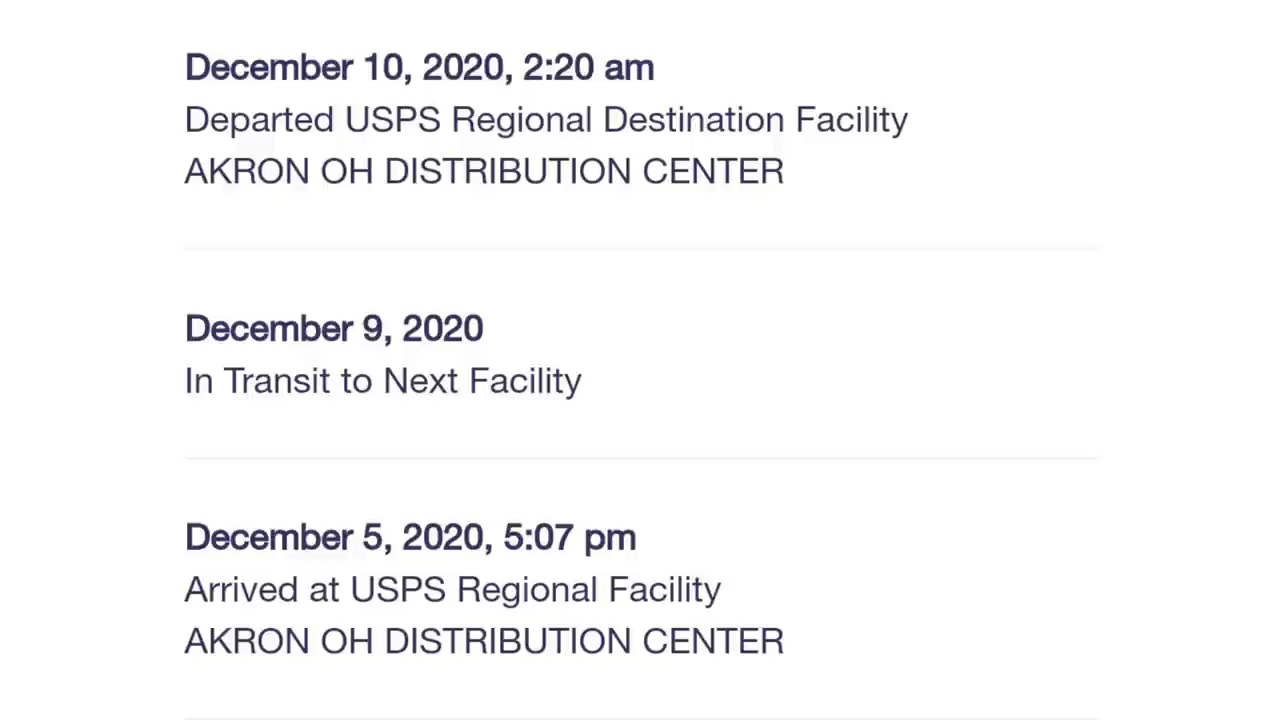 December 10, 2020, 2:20 am
Departed USPS Regional Destination Facility
AKRON OH DISTRIBUTION CENTER
December 9, 2020
In Transit to Next Facility
December 5, 2020, 5:07 pm
Arrived at USPS Regional Facility
AKRON OH DISTRIBUTION CENTER